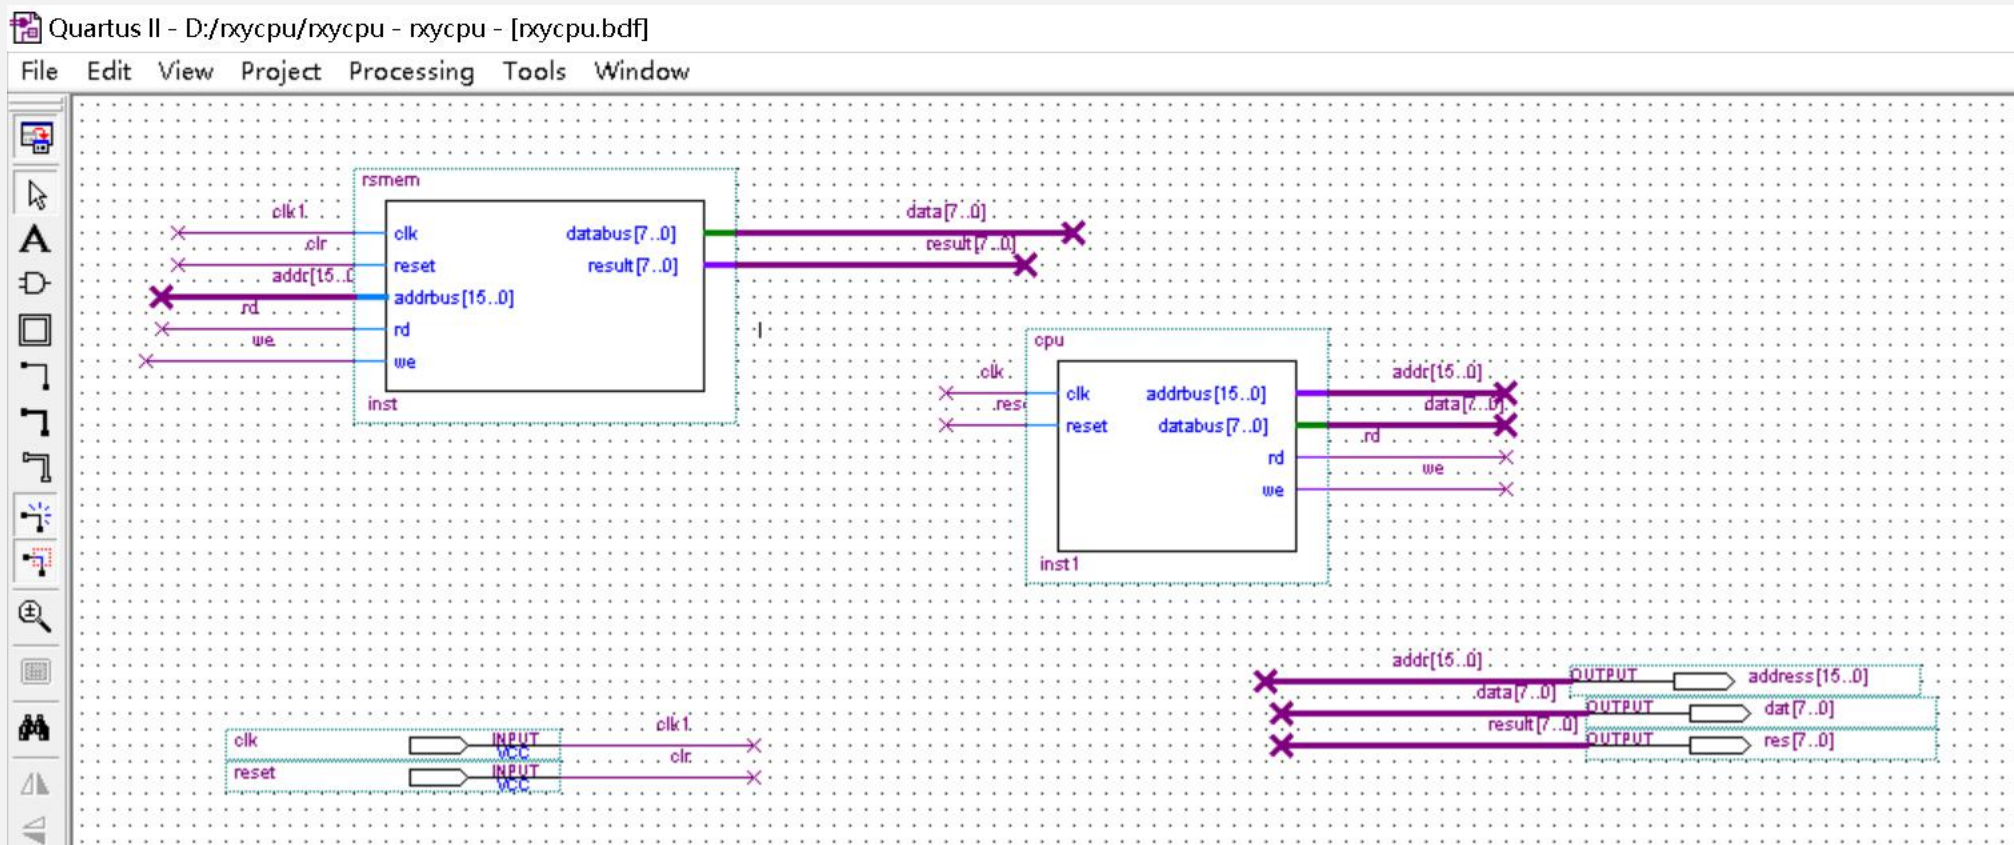 Quartus II - D:/rxycpu/rxycpu - rxycpu - [rxycpu.bdf]
File Edit View Project Processing Tools Window
rsmem
clk1
clk
databus[7..0]
data[7..0]
clr
reset
result[7..0]
result[7..0]
addr[15..0
addrbus[15..0]
rd
rd
we
we
inst
cpu
clk
clk
addrbus[15..0]
addr[15..0]
res
reset
databus[7..0]
data[7..0]
rd
rd
we
we
inst1
addr[15..0]
OUTPUT
address[15..0]
data[7..0]
OUTPUT
dat[7..0]
result[7..0]
OUTPUT
res[7..0]
clk
INPUT
VCC
clk1
reset
INPUT
VCC
clr